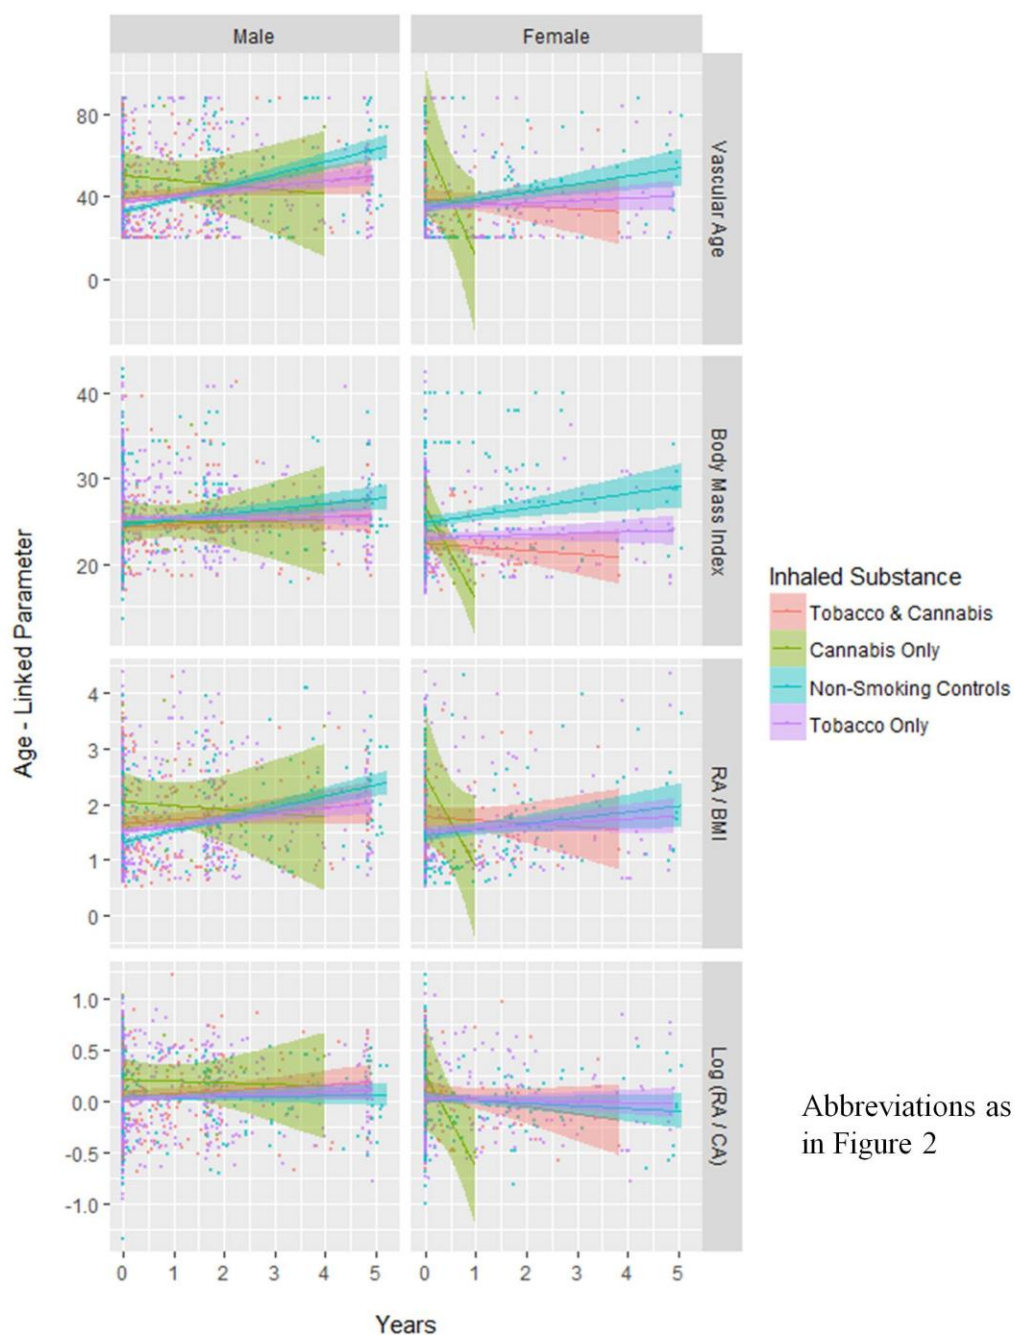 Male Female
80
40
0
Vascular Age
40
30
20
Body Mass Index
4
3
2
1
0
RA / BMI
1.0
0.5
0.0
-0.5
-1.0
Log (RA / CA)
0 1 2 3 4 5 0 1 2 3 4 5
Years
Age - Linked Parameter
Inhaled Substance
Tobacco & Cannabis
Cannabis Only
Non-Smoking Controls
Tobacco Only
Abbreviations as
in Figure 2